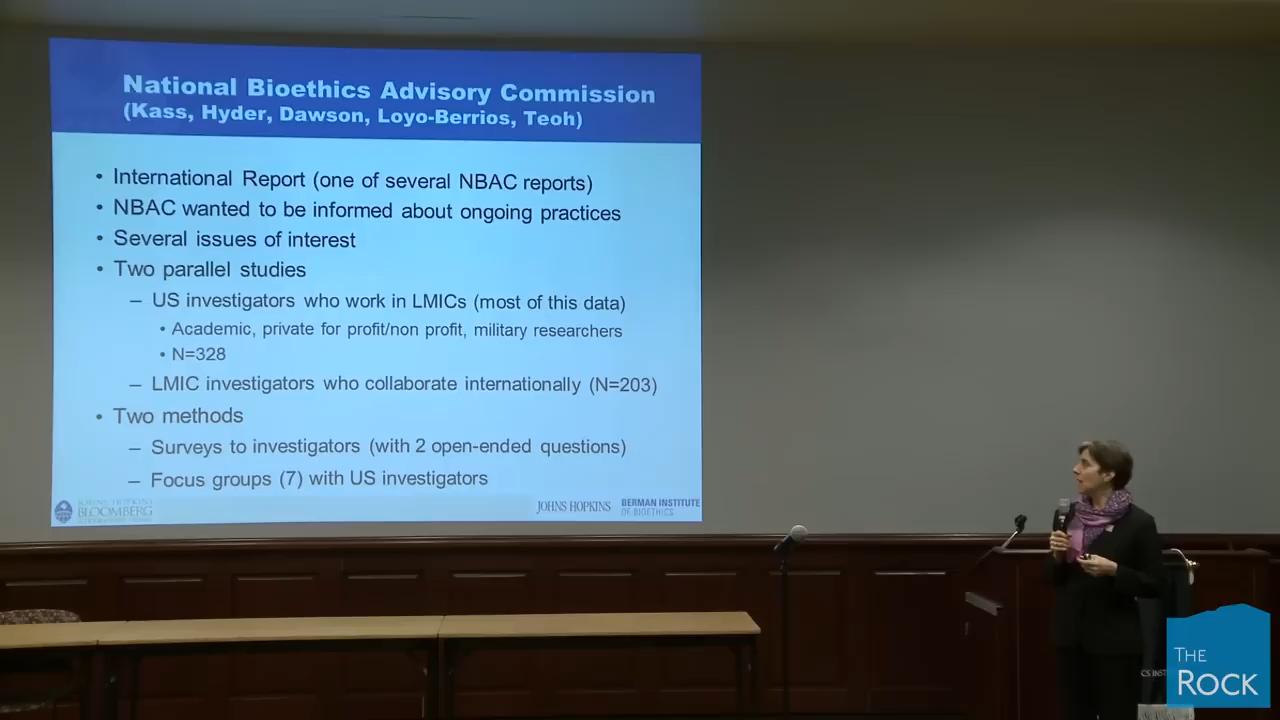 National Bioethics Advisory Commission
(Kass, Hyder, Dawson, Loyo-Berrios, Teoh)
• International Report (one of several NBAC reports)
• NBAC wanted to be informed about ongoing practices
• Several issues of interest
• Two parallel studies
– US investigators who work in LMICs (most of this data)
• Academic, private for profit/non profit, military researchers
• N=328
– LMIC investigators who collaborate internationally (N=203)
• Two methods
– Surveys to investigators (with 2 open-ended questions)
– Focus groups (7) with US investigators
JOHNS HOPKINS
BLOOMBERG
JOHNS HOPKINS
BERMAN INSTITUTE
OF BIOETHICS
THE
ROCK